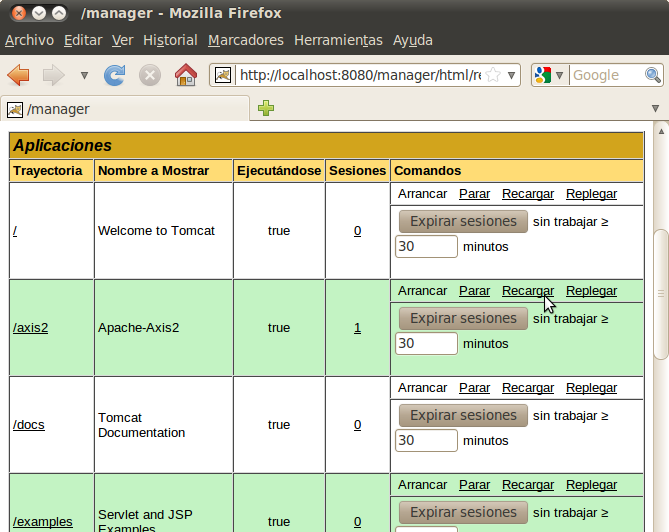 /manager - Mozilla Firefox
Archivo Editar Ver Historial Marcadores Herramientas Ayuda
http://localhost:8080/manager/html/re Google
/manager
Aplicaciones
Trayectoria Nombre a Mostrar Ejecutándose Sesiones Comandos
/ Welcome to Tomcat true 0 Arrancar Parar Recargar Replegar
Expirar sesiones sin trabajar ≥
30 minutos
/axis2 Apache-Axis2 true 1 Arrancar Parar Recargar Replegar
Expirar sesiones sin trabajar ≥
30 minutos
/docs Tomcat Documentation true 0 Arrancar Parar Recargar Replegar
Expirar sesiones sin trabajar ≥
30 minutos
/examples Servlet and JSP Examples true 0 Arrancar Parar Recargar Replegar
Expirar sesiones sin trabajar ≥